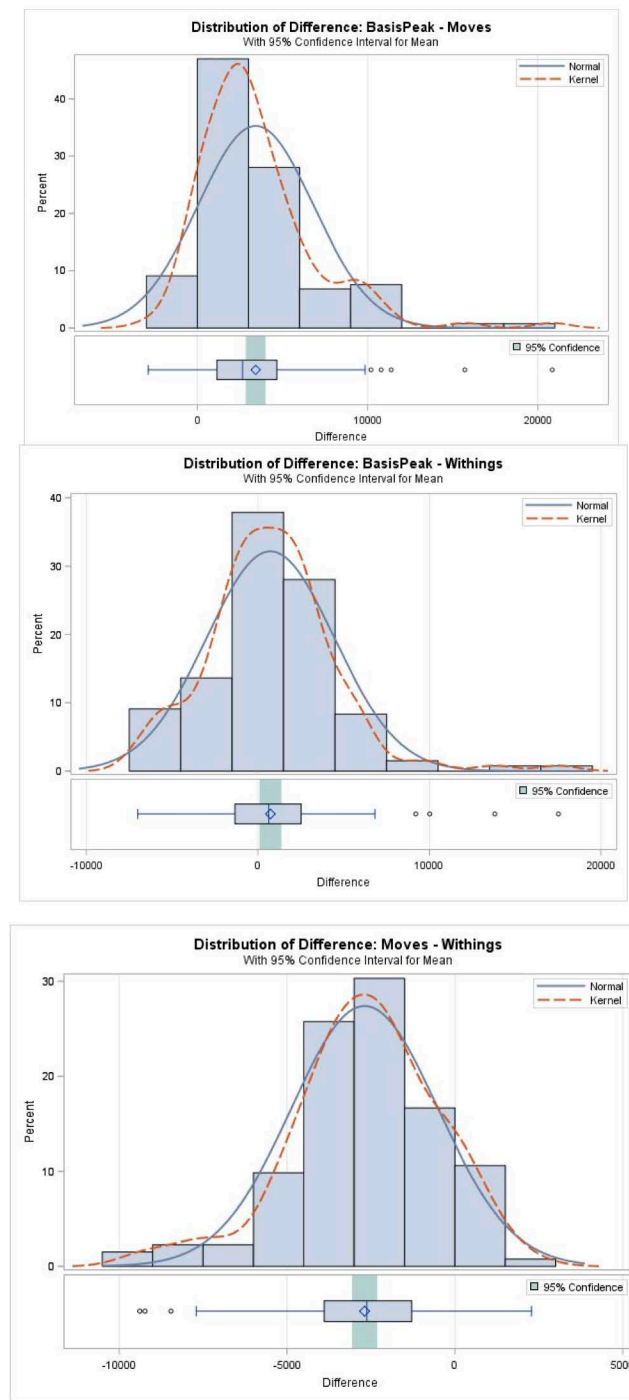 Distribution of Difference: BasisPeak - Moves
With 95% Confidence Interval for Mean
Normal
Kernel
40
30
20
10
0
Percent
95% Confidence
0 10000 20000
Difference
Distribution of Difference: BasisPeak - Withings
With 95% Confidence Interval for Mean
Normal
Kernel
40
30
20
10
0
Percent
95% Confidence
-10000 0 10000 20000
Difference
Distribution of Difference: Moves - Withings
With 95% Confidence Interval for Mean
Normal
Kernel
30
20
10
0
Percent
95% Confidence
-10000 -5000 0 5000
Difference